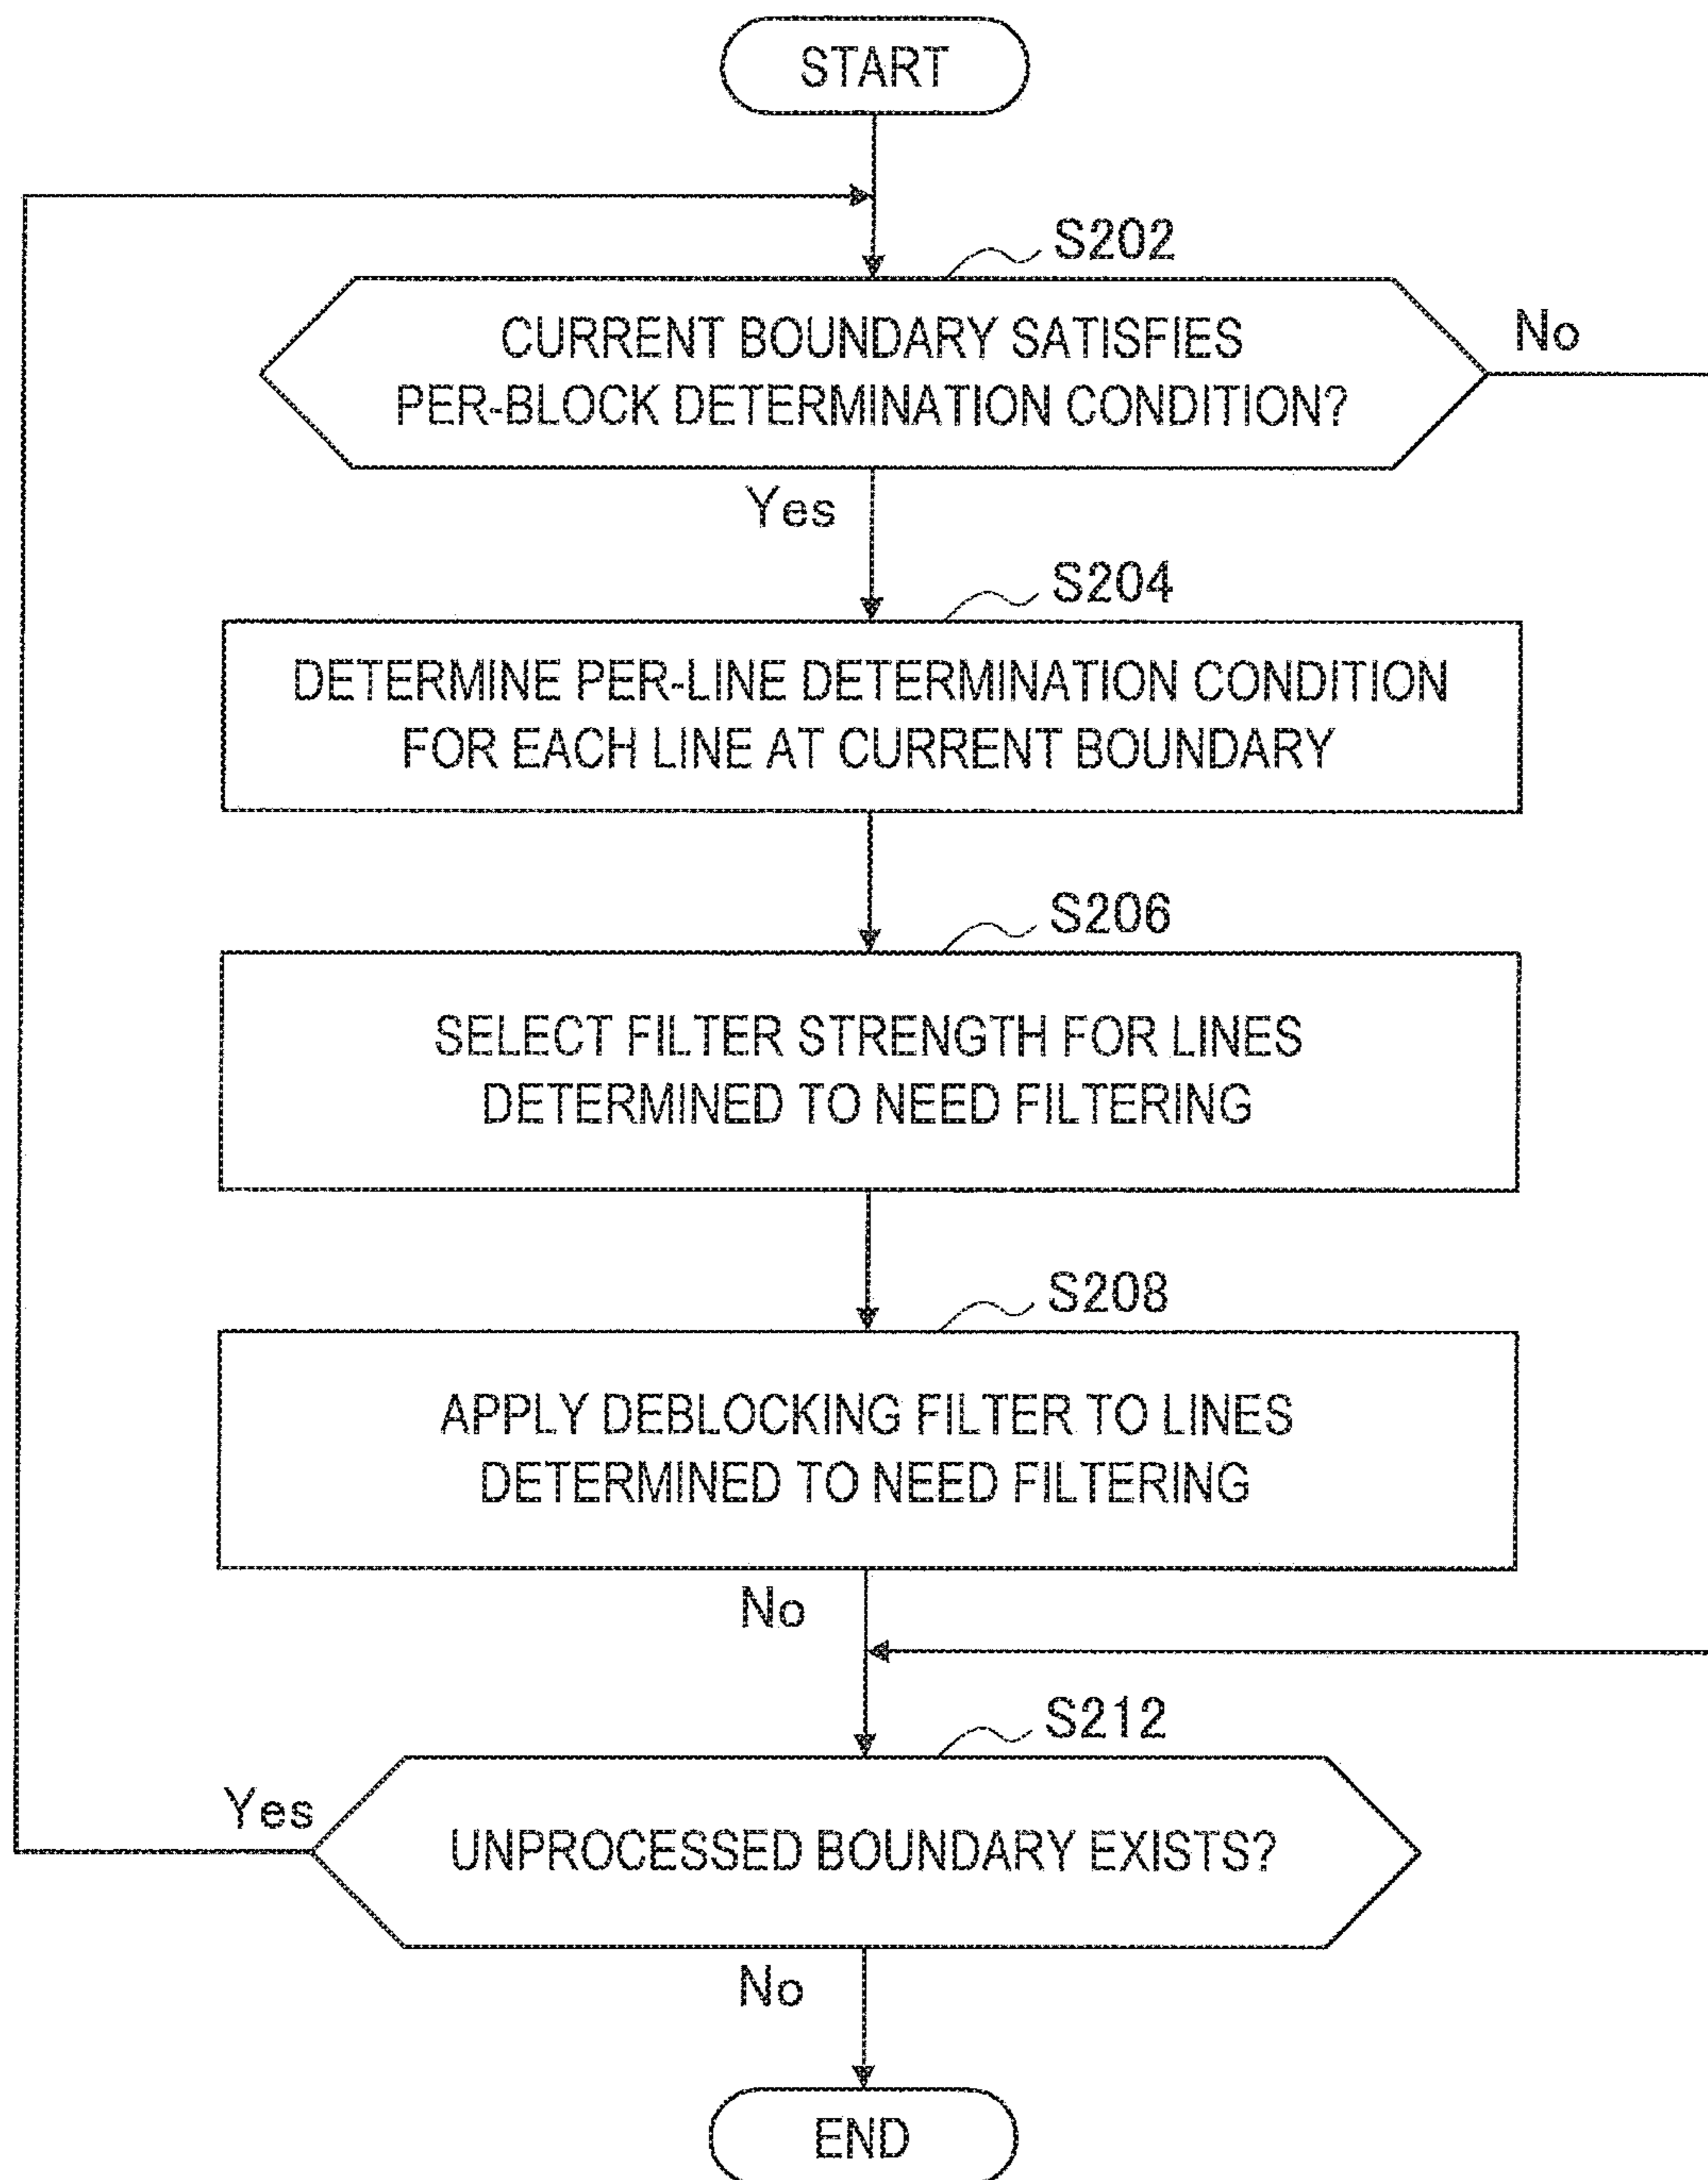 START
S202
CURRENT BOUNDARY SATISFIES
PER-BLOCK DETERMINATION CONDITION?
No
Yes
S204
DETERMINE PER-LINE DETERMINATION CONDITION
FOR EACH LINE AT CURRENT BOUNDARY
S206
SELECT FILTER STRENGTH FOR LINES
DETERMINED TO NEED FILTERING
S208
APPLY DEBLOCKING FILTER TO LINES
DETERMINED TO NEED FILTERING
No
S212
Yes
UNPROCESSED BOUNDARY EXISTS?
No
END